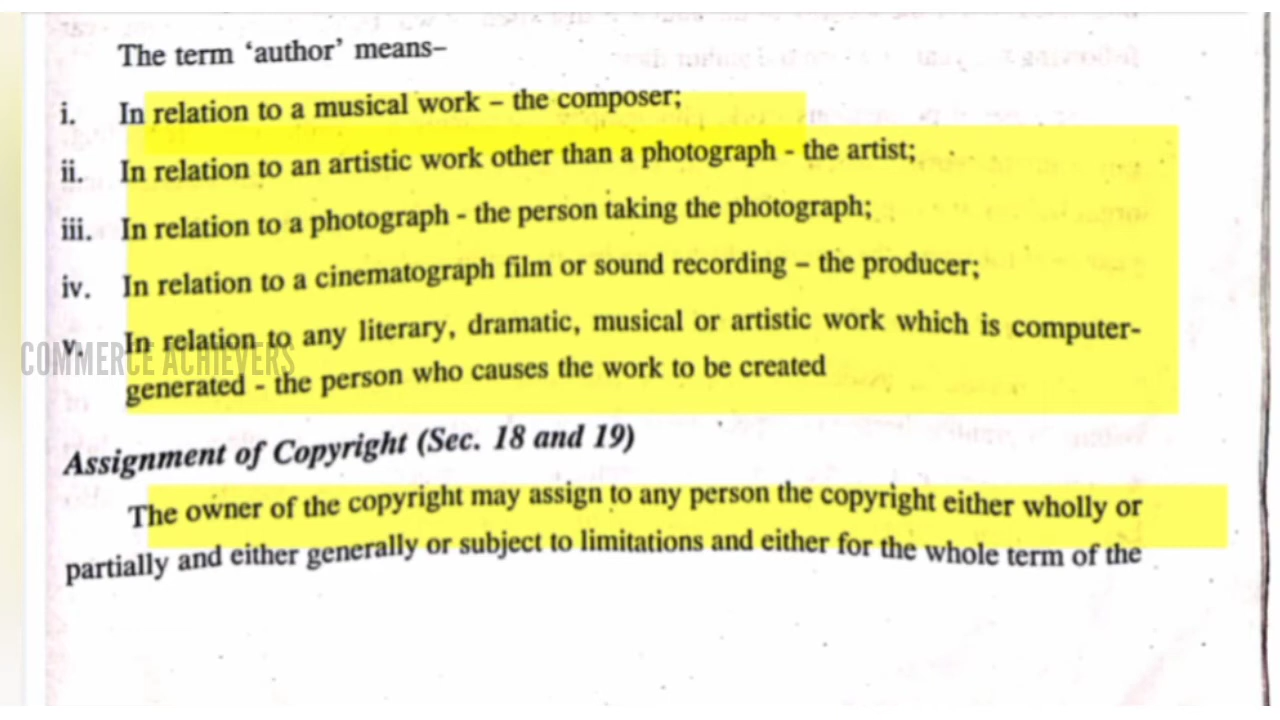 The term ‘author’ means–
i. In relation to a musical work – the composer;
ii. In relation to an artistic work other than a photograph - the artist;
iii. In relation to a photograph - the person taking the photograph;
iv. In relation to a cinematograph film or sound recording – the producer;
v. In relation to any literary, dramatic, musical or artistic work which is computer-
generated - the person who causes the work to be created
COMMERCE ACHIEVERS
Assignment of Copyright (Sec. 18 and 19)
The owner of the copyright may assign to any person the copyright either wholly or
partially and either generally or subject to limitations and either for the whole term of the